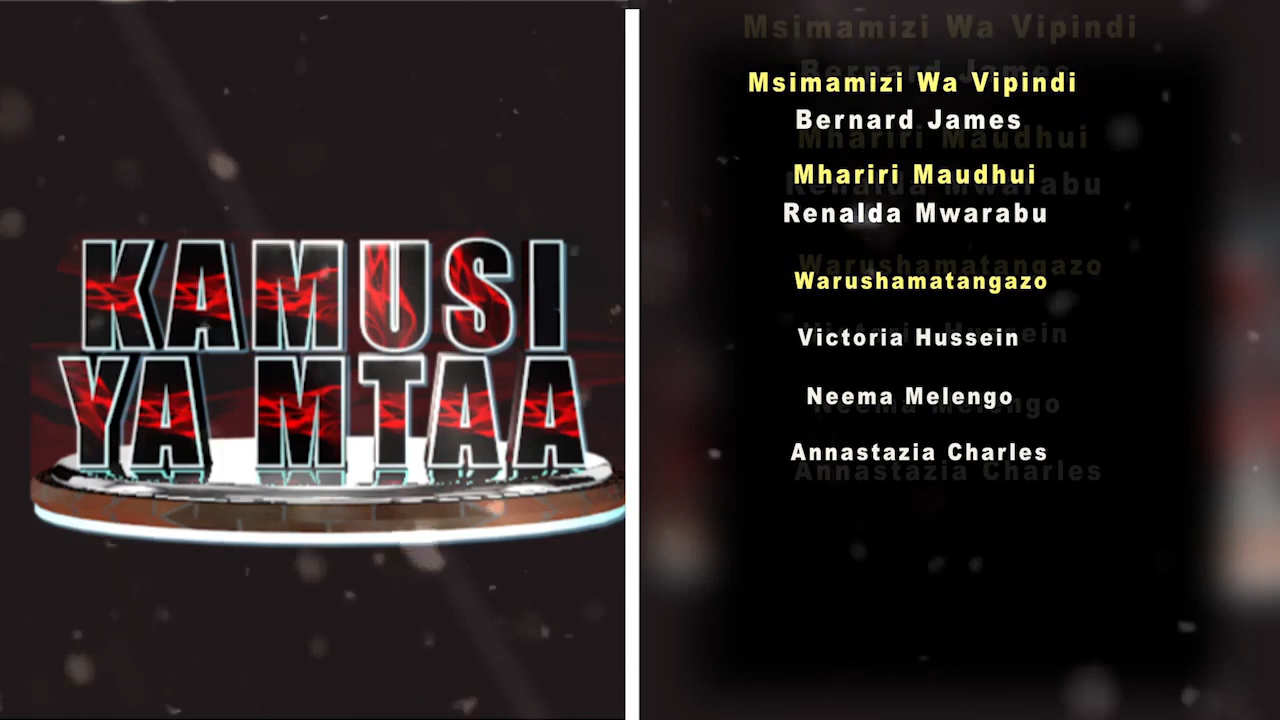 KAMUSI
YA MTAA
Msimamizi Wa Vipindi
Bernard James
Mhariri Maudhui
Renalda Mwarabu
Warushamatangazo
Victoria Hussein
Neema Melengo
Annastazia Charles